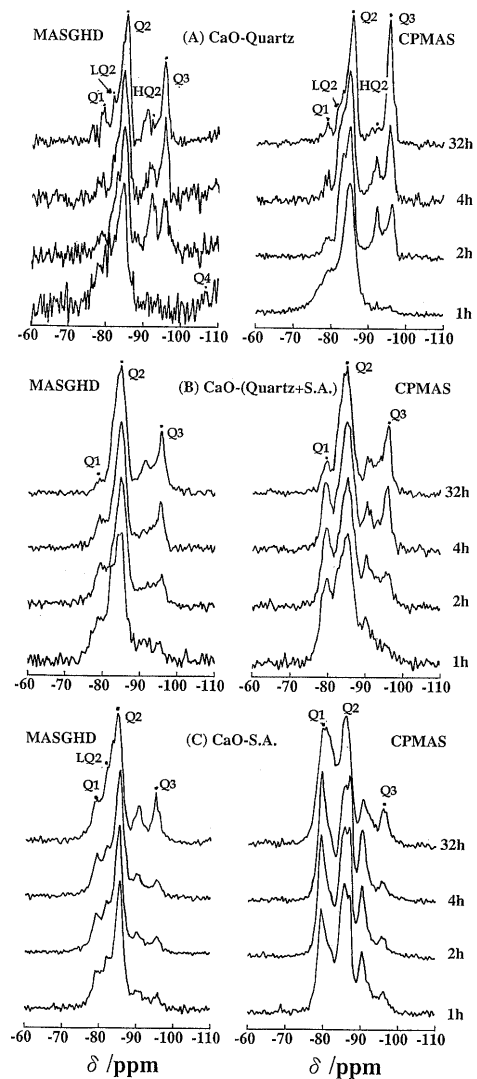 MASGHD (A) CaO-Quartz CPMAS
Q2 Q2 Q3
LQ2 Q3 LQ2
Q1 HQ2 Q1 HQ2
32h
4h
2h
Q4
1h
-60 -70 -80 -90 -100 -110 -60 -70 -80 -90 -100 -110
MASGHD Q2 (B) CaO-(Quartz+S.A.) Q2 CPMAS
Q1 Q3 Q1 Q3
32h
4h
2h
1h
-60 -70 -80 -90 -100 -110 -60 -70 -80 -90 -100 -110
MASGHD Q2 (C) CaO-S.A. Q1 Q2 CPMAS
LQ2
Q1 Q3 Q3
32h
4h
2h
1h
-60 -70 -80 -90 -100 -110 -60 -70 -80 -90 -100 -110
δ /ppm δ /ppm